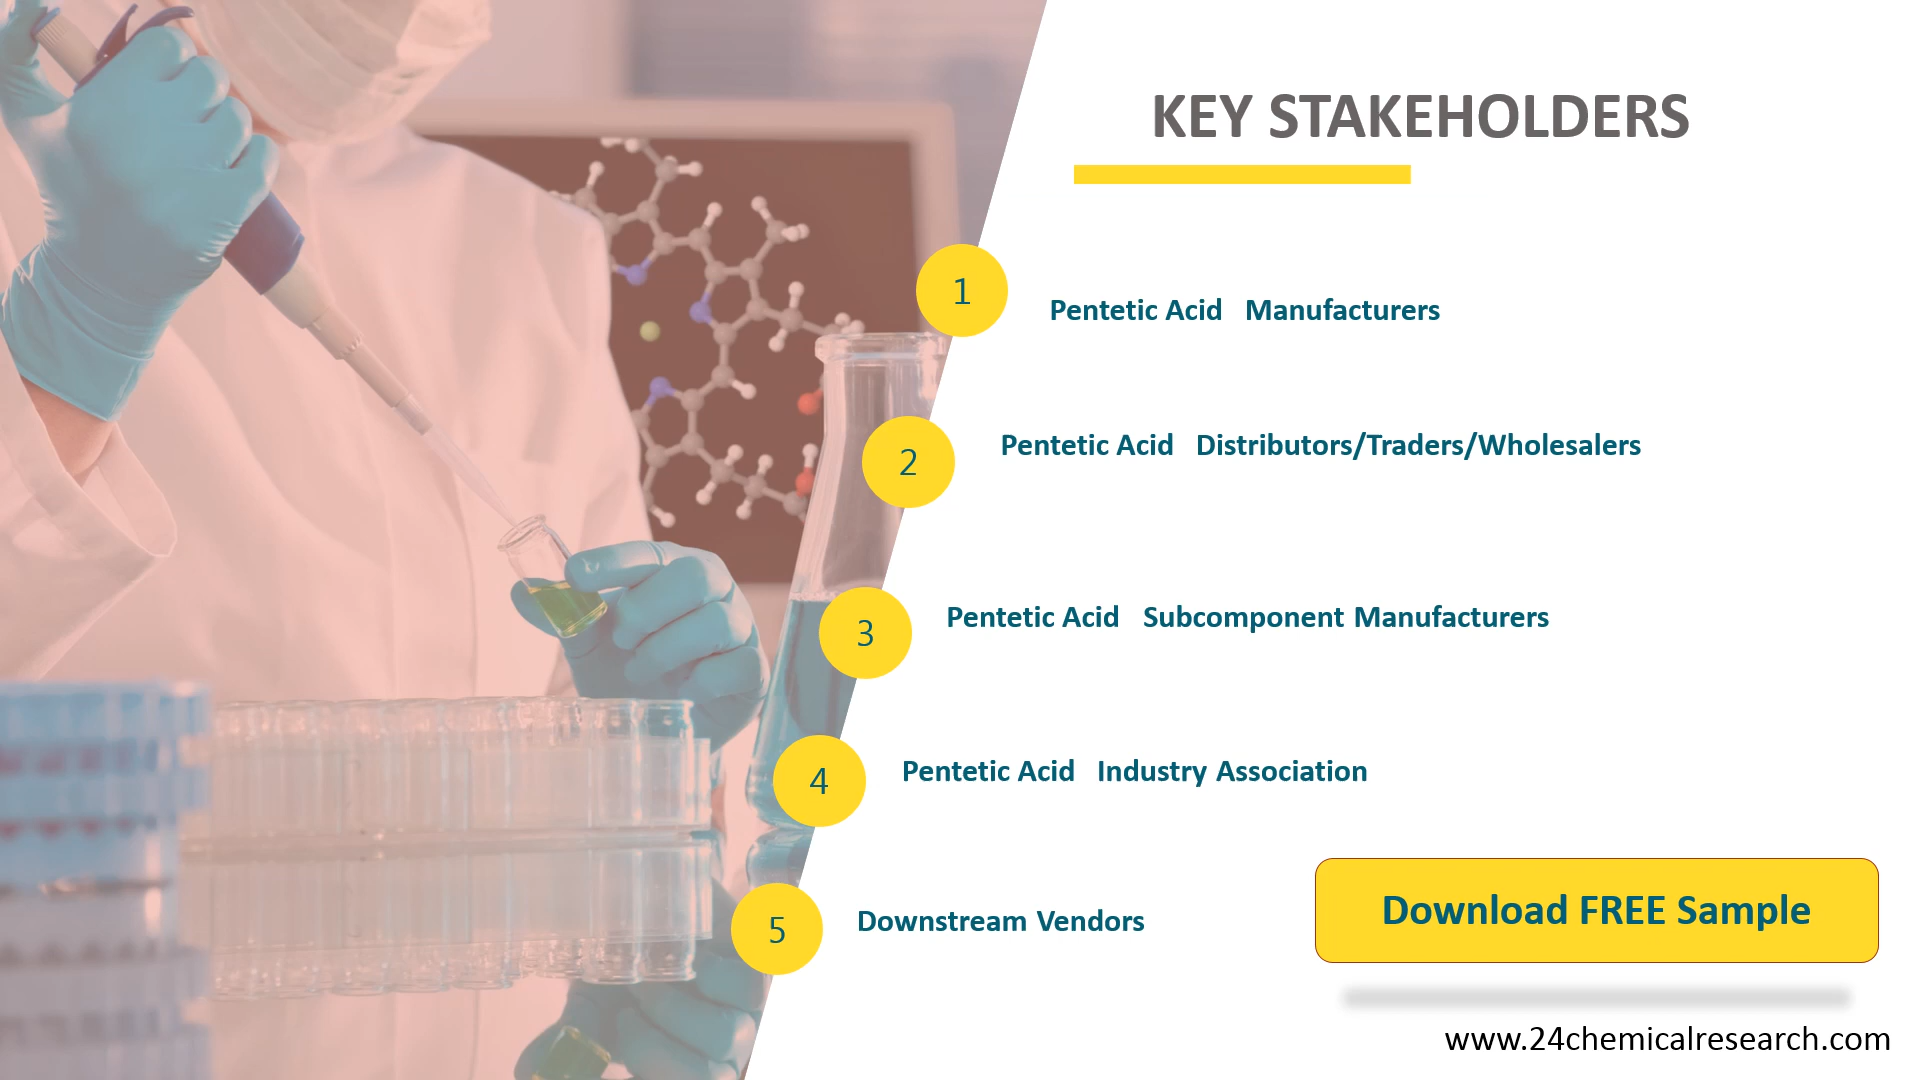 KEY STAKEHOLDERS
1
Pentetic Acid Manufacturers
2
Pentetic Acid Distributors/Traders/Wholesalers
3
Pentetic Acid Subcomponent Manufacturers
4
Pentetic Acid Industry Association
5
Downstream Vendors
Download FREE Sample
www.24chemicalresearch.com